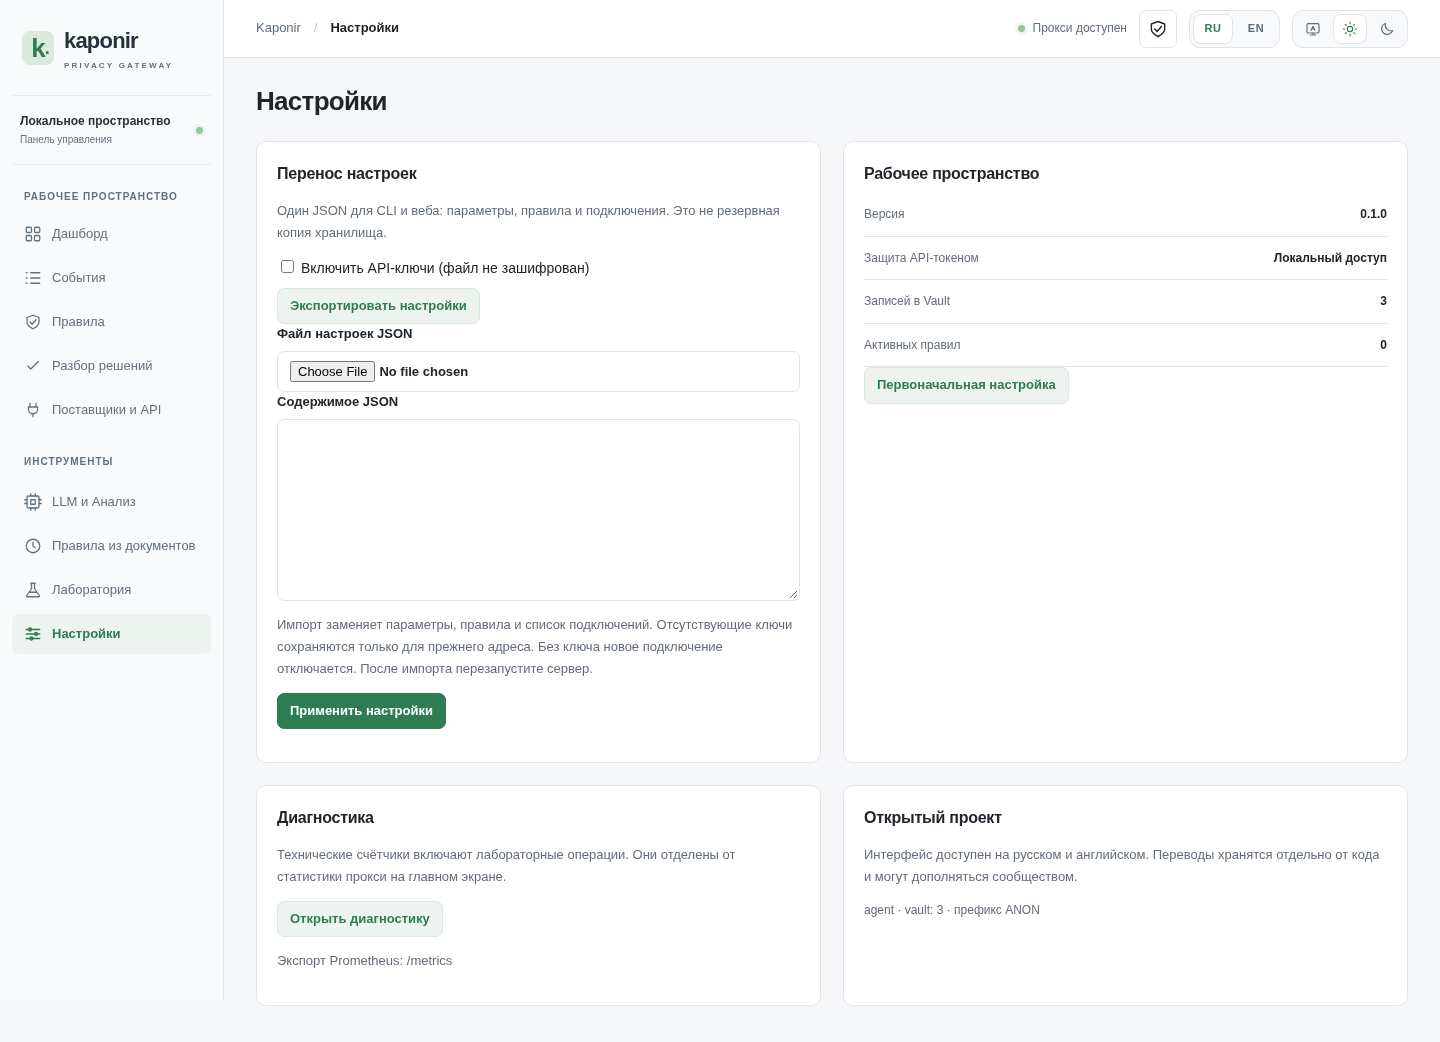 k.
kaponir
PRIVACY GATEWAY
Локальное пространство
Панель управления
РАБОЧЕЕ ПРОСТРАНСТВО
Дашборд
События
Правила
Разбор решений
Поставщики и API
ИНСТРУМЕНТЫ
LLM и Анализ
Правила из документов
Лаборатория
Настройки
Kaponir / Настройки
Прокси доступен
RU EN
Настройки
Перенос настроек
Один JSON для CLI и веба: параметры, правила и подключения. Это не резервная
копия хранилища.
Включить API-ключи (файл не зашифрован)
Экспортировать настройки
Файл настроек JSON
Choose File No file chosen
Содержимое JSON
Импорт заменяет параметры, правила и список подключений. Отсутствующие ключи
сохраняются только для прежнего адреса. Без ключа новое подключение
отключается. После импорта перезапустите сервер.
Применить настройки
Рабочее пространство
Версия 0.1.0
Защита API-токеном Локальный доступ
Записей в Vault 3
Активных правил 0
Первоначальная настройка
Диагностика
Технические счётчики включают лабораторные операции. Они отделены от
статистики прокси на главном экране.
Открыть диагностику
Экспорт Prometheus: /metrics
Открытый проект
Интерфейс доступен на русском и английском. Переводы хранятся отдельно от кода
и могут дополняться сообществом.
agent · vault: 3 · префикс ANON